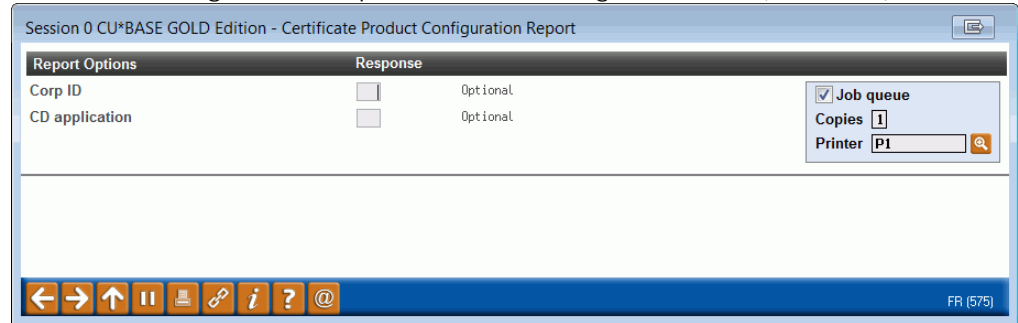 Session 0 CU*BASE GOLD Edition - Certificate Product Configuration Report
Report Options Response
Corp ID Optional
CD application Optional
Job queue
Copies 1
Printer P1
i ? @
FR (575)